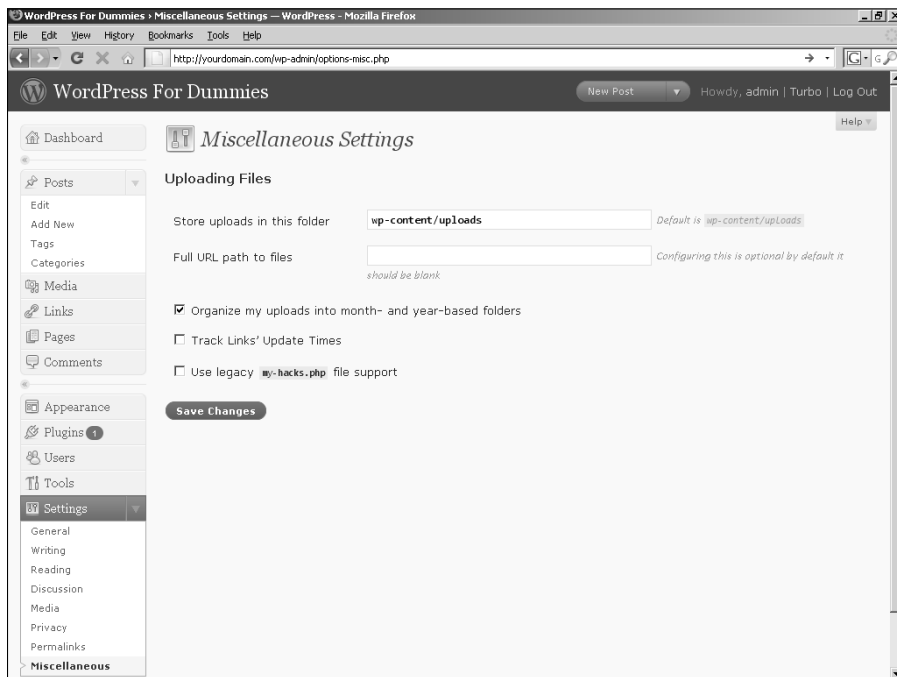 WordPress For Dummies › Miscellaneous Settings — WordPress - Mozilla Firefox
File Edit View History Bookmarks Tools Help
http://yourdomain.com/wp-admin/options-misc.php
G
G
WordPress For Dummies
New Post
Howdy, admin | Turbo | Log Out
Help
Dashboard
Miscellaneous Settings
Posts
Edit
Add New
Tags
Categories
Media
Links
Pages
Comments
Appearance
Plugins 1
Users
Tools
Settings
General
Writing
Reading
Discussion
Media
Privacy
Permalinks
Miscellaneous
Uploading Files
Store uploads in this folder
wp-content/uploads
Default is wp-content/uploads
Full URL path to files
Configuring this is optional by default it
should be blank
Organize my uploads into month- and year-based folders
Track Links' Update Times
Use legacy my-hacks.php file support
Save Changes